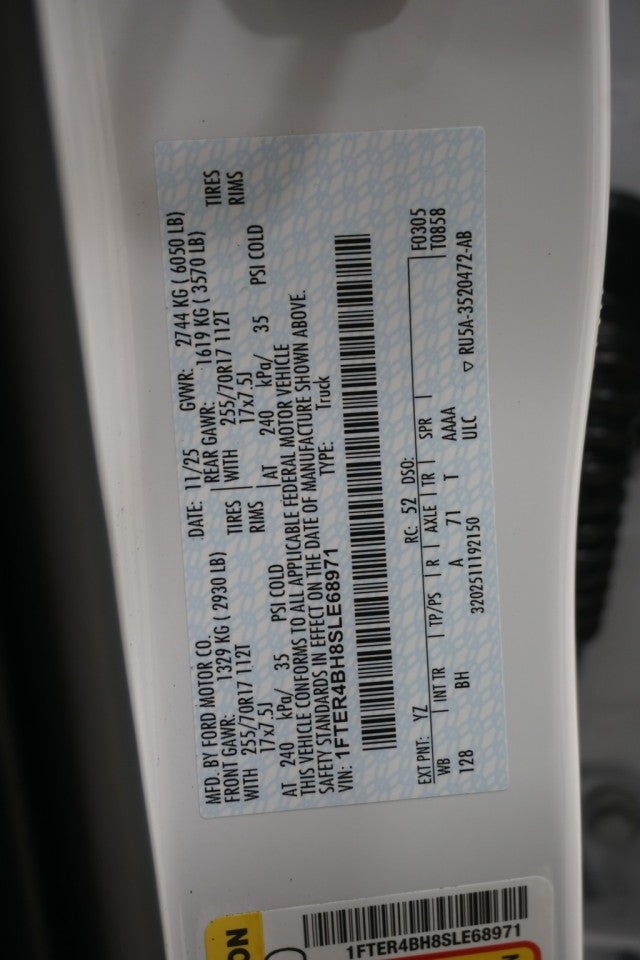 MFD. BY FORD MOTOR CO.
DATE: 11/25 GVWR: 2744 KG ( 6050 LB)
FRONT GAWR: 1329 KG ( 2930 LB) REAR GAWR: 1619 KG ( 3570 LB)
WITH 255/70R17 112T TIRES WITH 255/70R17 112T TIRES
17x7.5J RIMS 17x7.5J RIMS
AT 240 kPa/ 35 PSI COLD AT 240 kPa/ 35 PSI COLD
THIS VEHICLE CONFORMS TO ALL APPLICABLE FEDERAL MOTOR VEHICLE
SAFETY STANDARDS IN EFFECT ON THE DATE OF MANUFACTURE SHOWN ABOVE.
VIN: 1FTER4BH8SLE68971 TYPE: Truck
EXT PNT: YZ RC: 52 DSO: F0305
WB INT TR TP/PS R AXLE TR SPR T0858
128 BH A 71 T AAAA
3202511192150 ULC ▽ RU5A-3520472-AB
1FTER4BH8SLE68971